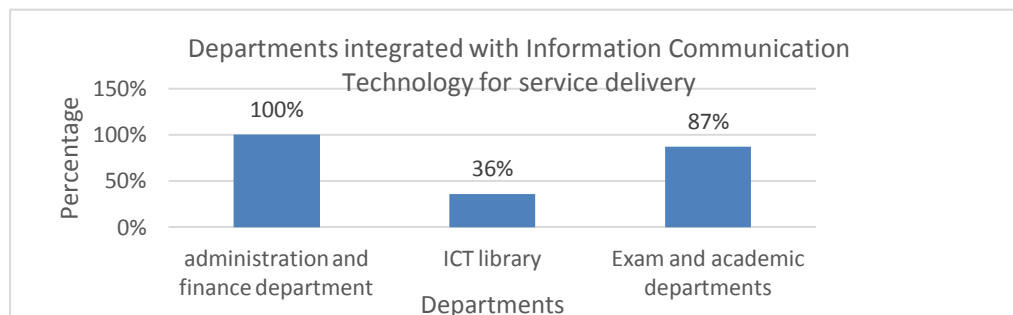 Departments integrated with Information Communication
Technology for service delivery
150%
100%
50%
0%
Percentage
100%
36%
87%
administration and
finance department
ICT library
Exam and academic
departments
Departments